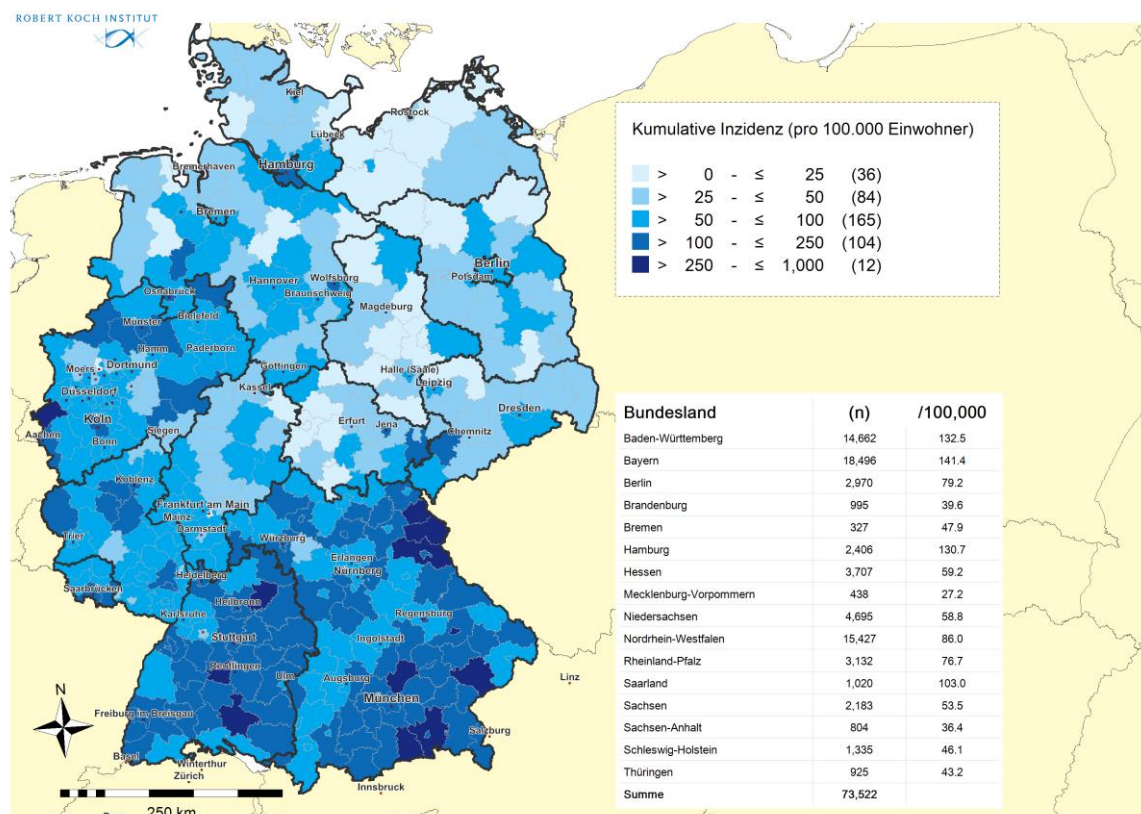 ROBERT KOCH INSTITUT
Kiel
Rostock
Lübeck
Bremerhaven
Hamburg
Bremen
Berlin
Hannover
Wolfsburg
Potsdam
Osnabrück
Braunschweig
Magdeburg
Münster
Bielefeld
Hamm
Paderborn
Göttingen
Moers
Dortmund
Halle (Saale)
Kassel
Leipzig
Düsseldorf
Dresden
Köln
Erfurt
Jena
Aachen
Siegen
Chemnitz
Bonn
Koblenz
Frankfurt am Main
Mainz
Darmstadt
Trier
Würzburg
Erlangen
Nürnberg
Saarbrücken
Heidelberg
Heilbronn
Karlsruhe
Regensburg
Stuttgart
Ingolstadt
Reutlingen
Ulm
Augsburg
Linz
München
Freiburg im Breisgau
Salzburg
Basel
Winterthur
Zürich
Innsbruck
N
250 km
Kumulative Inzidenz (pro 100.000 Einwohner)
> 0 - ≤ 25 (36)
> 25 - ≤ 50 (84)
> 50 - ≤ 100 (165)
> 100 - ≤ 250 (104)
> 250 - ≤ 1,000 (12)
Bundesland (n) /100,000
Baden-Württemberg 14,662 132.5
Bayern 18,496 141.4
Berlin 2,970 79.2
Brandenburg 995 39.6
Bremen 327 47.9
Hamburg 2,406 130.7
Hessen 3,707 59.2
Mecklenburg-Vorpommern 438 27.2
Niedersachsen 4,695 58.8
Nordrhein-Westfalen 15,427 86.0
Rheinland-Pfalz 3,132 76.7
Saarland 1,020 103.0
Sachsen 2,183 53.5
Sachsen-Anhalt 804 36.4
Schleswig-Holstein 1,335 46.1
Thüringen 925 43.2
Summe 73,522